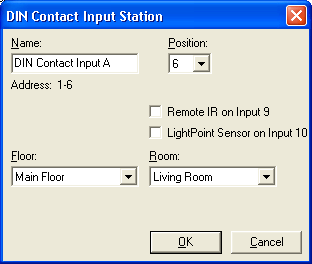 DIN Contact Input Station
Name:
Position:
DIN Contact Input A
6
Address: 1-6
Remote IR on Input 9
LightPoint Sensor on Input 10
Floor:
Room:
Main Floor
Living Room
OK
Cancel